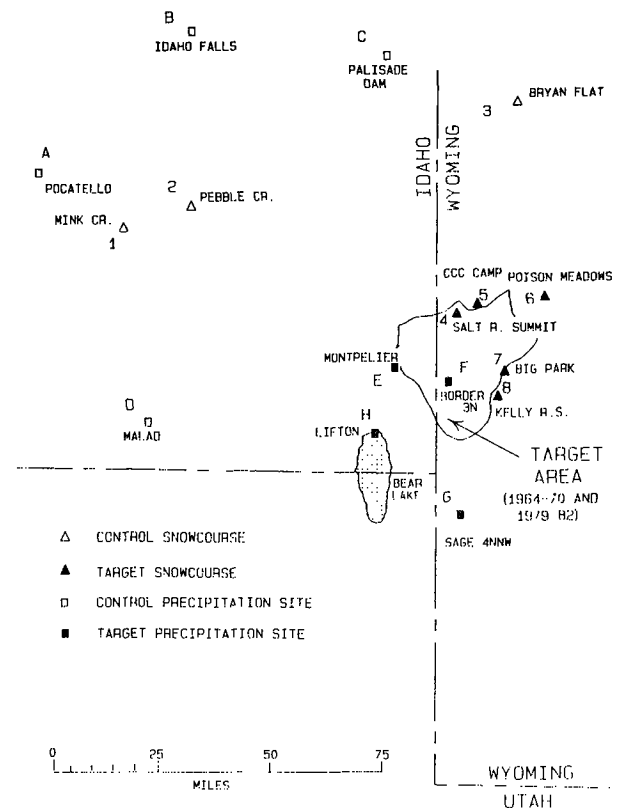 B
IDAHO FALLS
C
PALISADE
DAM
BRYAN FLAT
3
IDAHO
WYOMING
A
POCATELLO
2
PEBBLE CR.
MINK CR.
1
CCC CAMP
POISON MEADOWS
5
6
4
SALT R. SUMMIT
MONTPELIER
E
F
7
BIG PARK
BORDER
3N
8
KELLY R.S.
D
MALAD
H
LIFTON
TARGET
AREA
(1964-70 AND
1979 82)
BEAR
LAKE
G
SAGE 4NNW
△ CONTROL SNOWCOURSE
▲ TARGET SNOWCOURSE
□ CONTROL PRECIPITATION SITE
■ TARGET PRECIPITATION SITE
0 25 50 75
MILES
WYOMING
UTAH